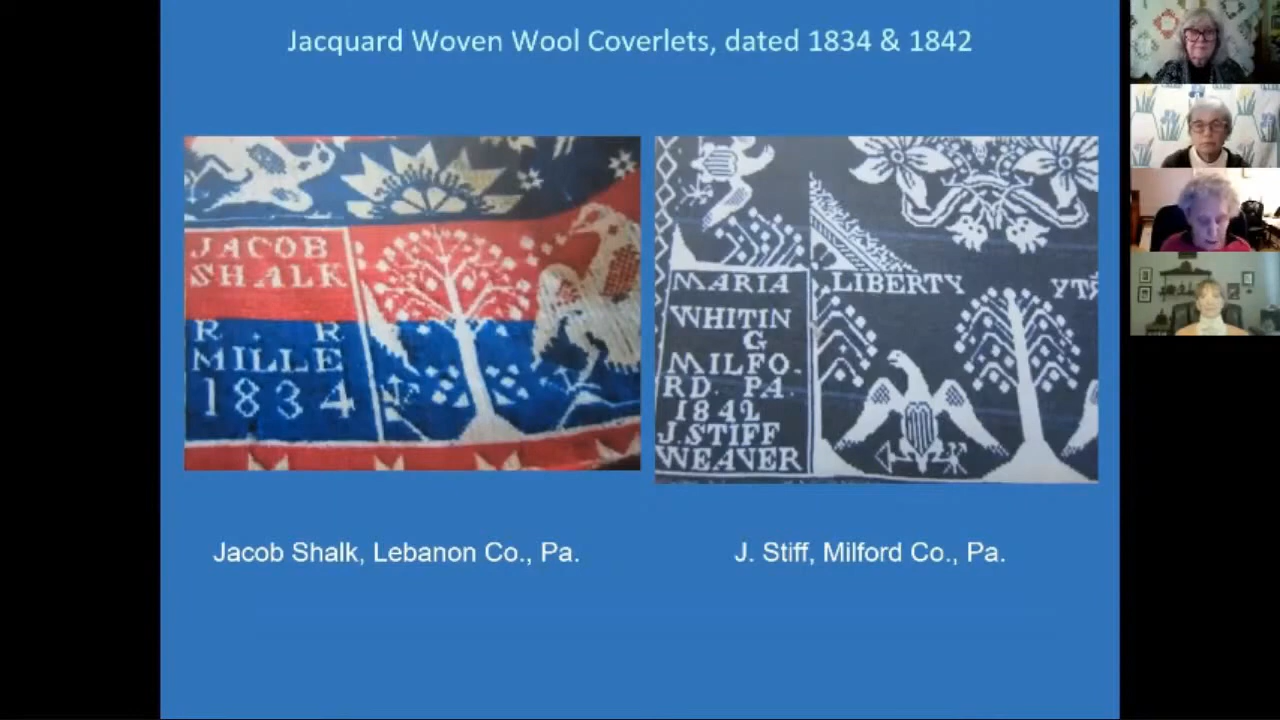 Jacquard Woven Wool Coverlets, dated 1834 & 1842
JACOB
SHALK
R. R
MILLE
1834
MARIA
WHITIN
G
MILFO.
RD. PA.
1842
J. STIFF
WEAVER
LIBERTY
YTЯ
Jacob Shalk, Lebanon Co., Pa.
J. Stiff, Milford Co., Pa.